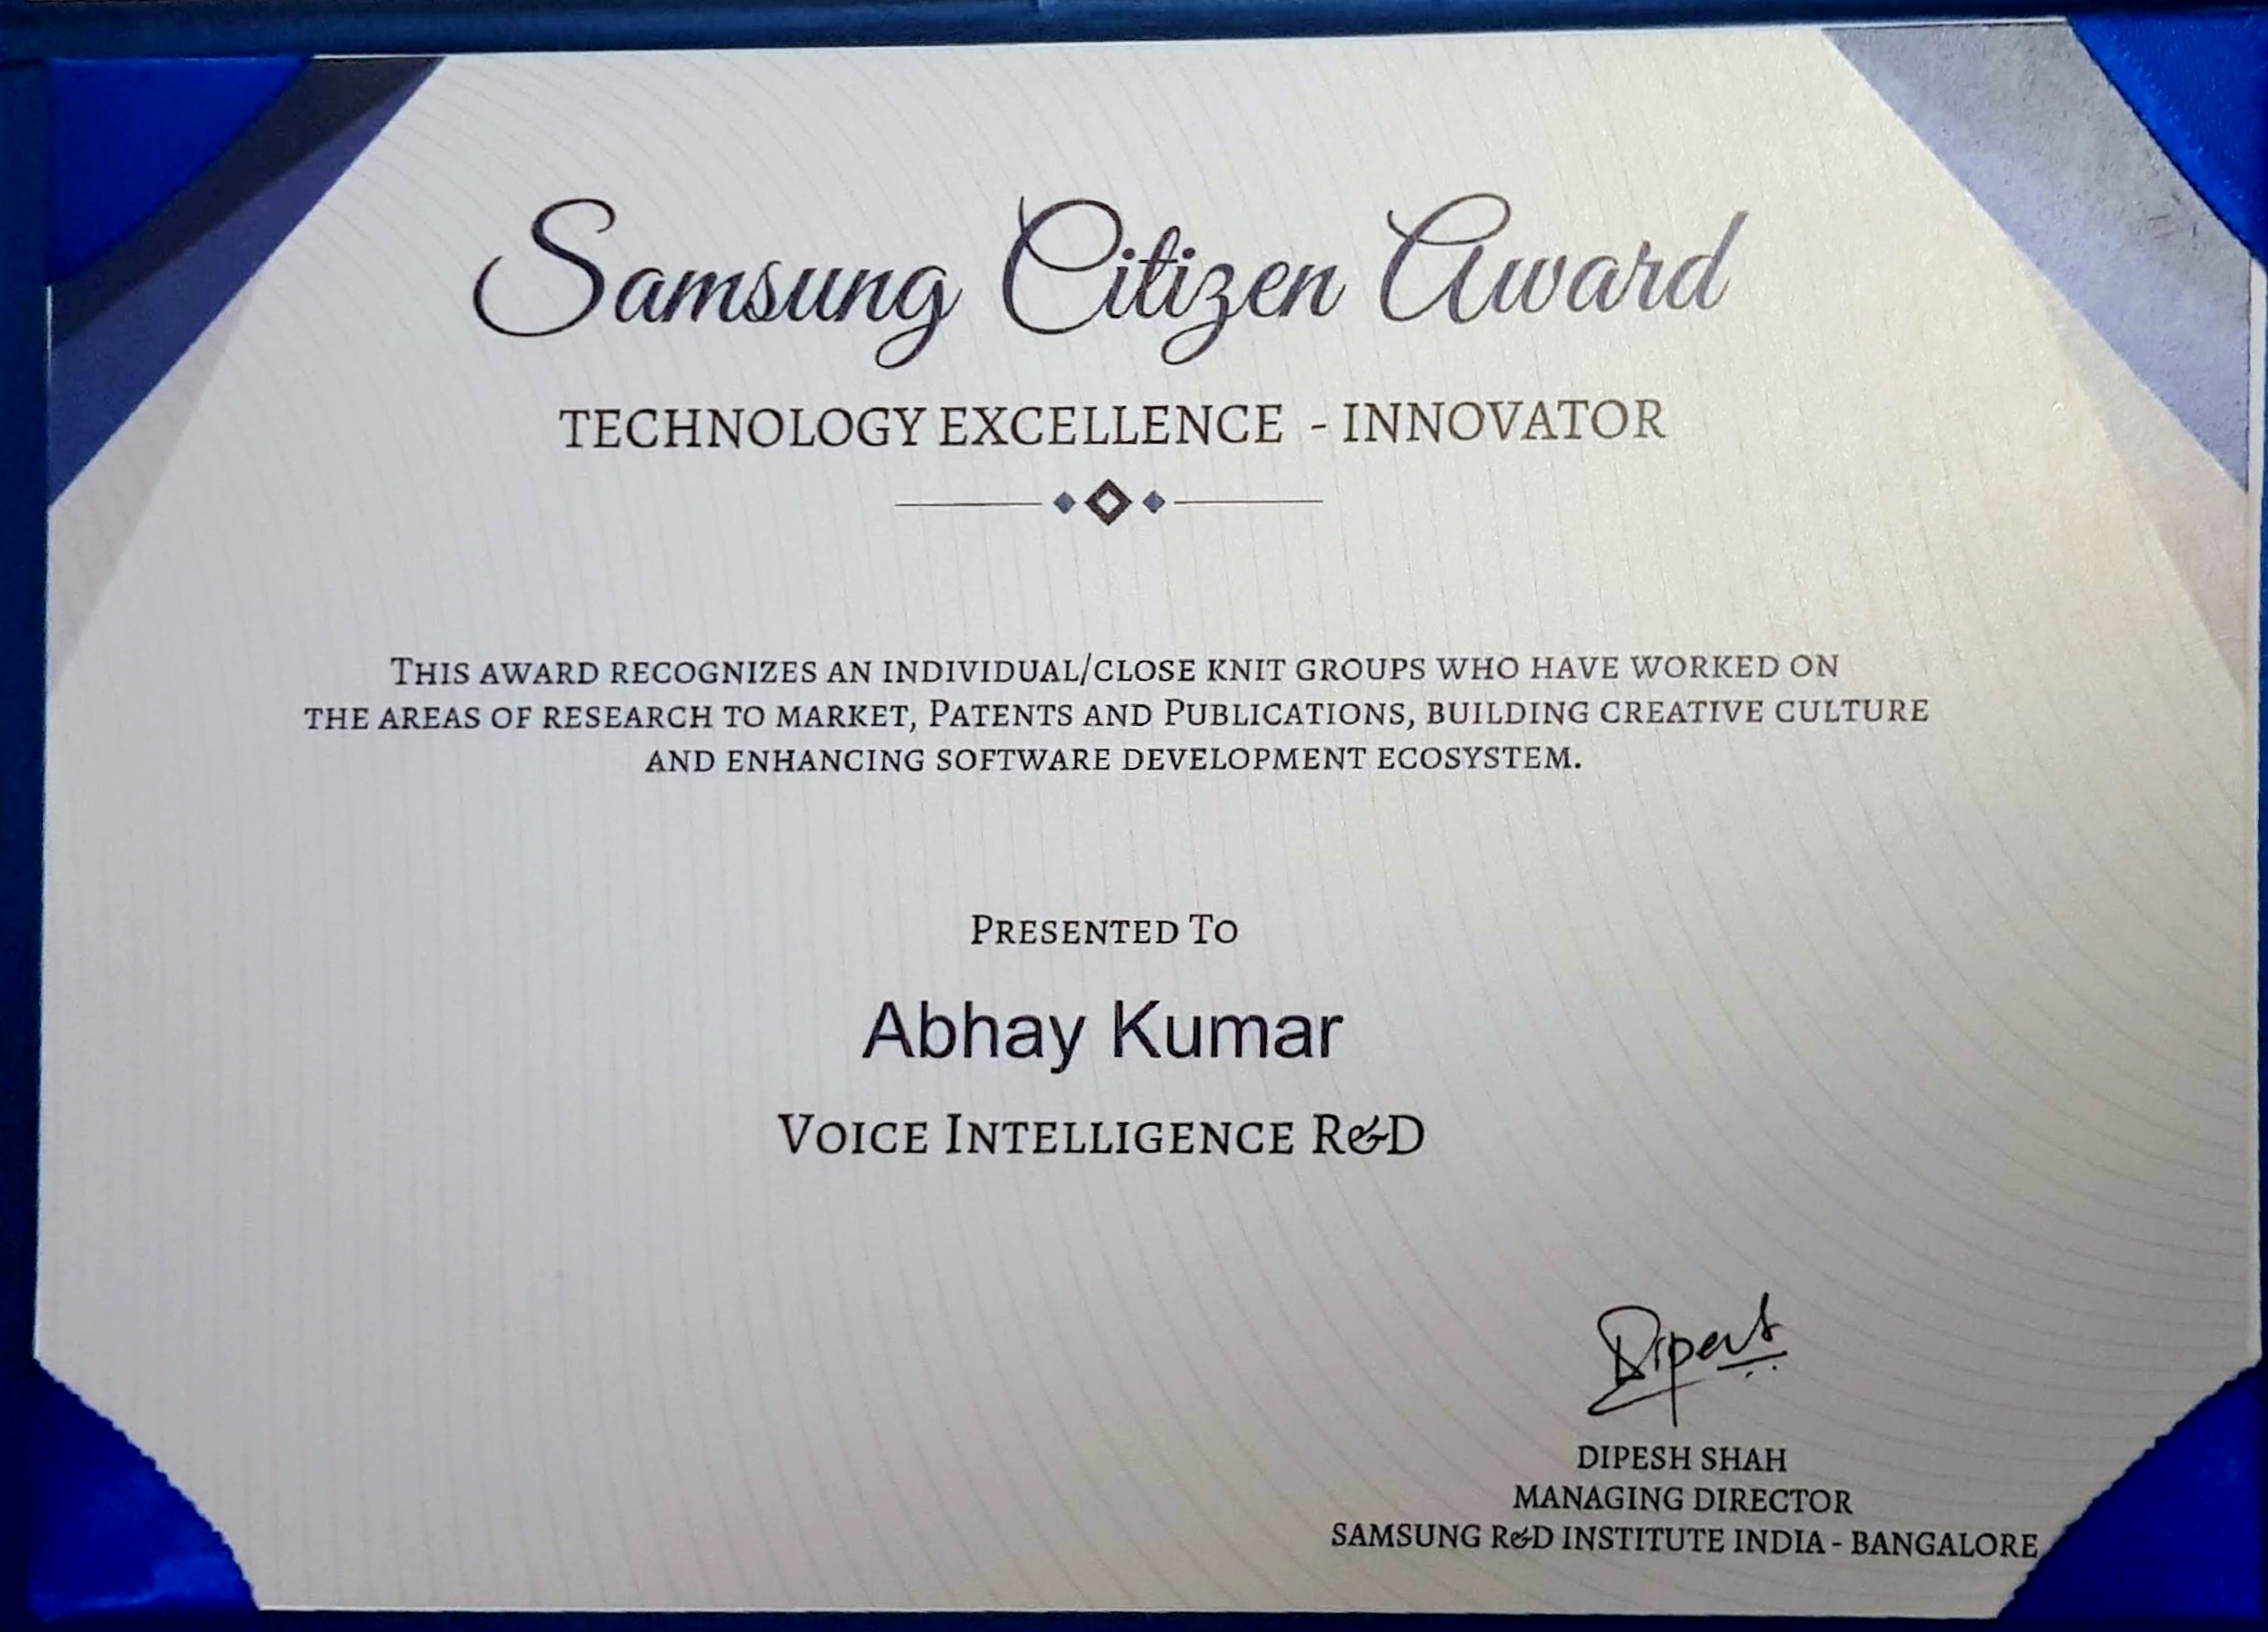 Samsung Citizen Award
TECHNOLOGY EXCELLENCE - INNOVATOR
THIS AWARD RECOGNIZES AN INDIVIDUAL/CLOSE KNIT GROUPS WHO HAVE WORKED ON
THE AREAS OF RESEARCH TO MARKET, PATENTS AND PUBLICATIONS, BUILDING CREATIVE CULTURE
AND ENHANCING SOFTWARE DEVELOPMENT ECOSYSTEM.
PRESENTED TO
Abhay Kumar
VOICE INTELLIGENCE R&D
DIPESH SHAH
MANAGING DIRECTOR
SAMSUNG R&D INSTITUTE INDIA - BANGALORE